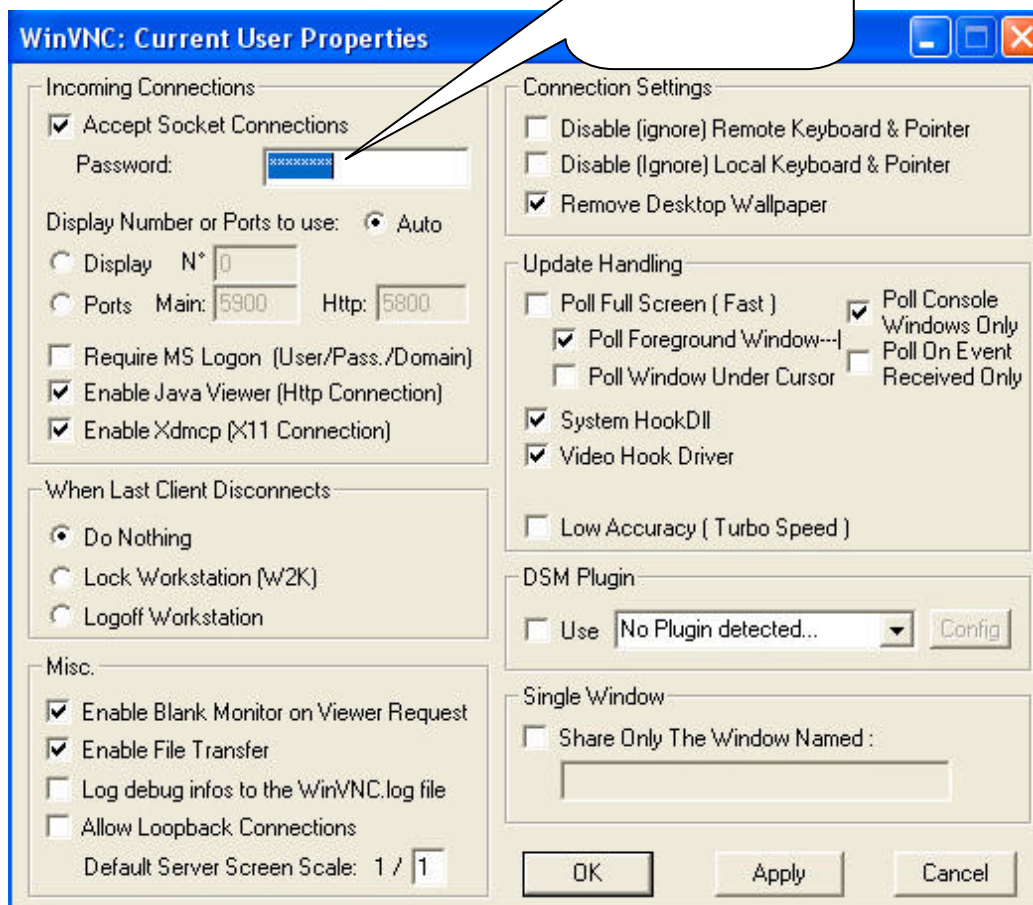 WinVNC: Current User Properties
Incoming Connections
Accept Socket Connections
Password: ********
Display Number or Ports to use: Auto
Display N° 0
Ports Main: 5900 Http: 5800
Require MS Logon (User/Pass./Domain)
Enable Java Viewer (Http Connection)
Enable Xdmcp (X11 Connection)
When Last Client Disconnects
Do Nothing
Lock Workstation (W2K)
Logoff Workstation
Misc.
Enable Blank Monitor on Viewer Request
Enable File Transfer
Log debug infos to the WinVNC.log file
Allow Loopback Connections
Default Server Screen Scale: 1 / 1
Connection Settings
Disable (ignore) Remote Keyboard & Pointer
Disable (Ignore) Local Keyboard & Pointer
Remove Desktop Wallpaper
Update Handling
Poll Full Screen ( Fast )
Poll Foreground Window---|
Poll Window Under Cursor
Poll Console
Windows Only
Poll On Event
Received Only
System HookDll
Video Hook Driver
Low Accuracy ( Turbo Speed )
DSM Plugin
Use No Plugin detected... Config
Single Window
Share Only The Window Named :
OK Apply Cancel